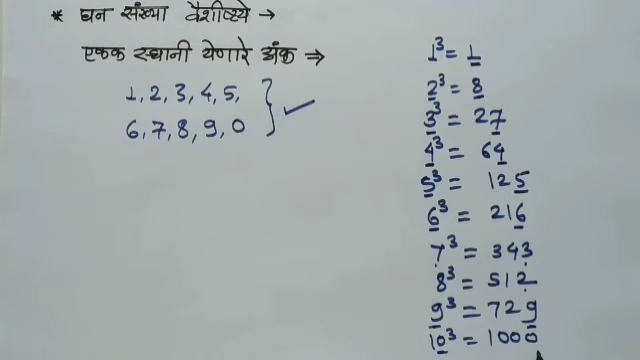 * घन संख्या वैशीष्टये →
एकक स्थानी येणारे अंक ⇒
1, 2, 3, 4, 5,
6, 7, 8, 9, 0
1³ = 1
2³ = 8
3³ = 27
4³ = 64
5³ = 125
6³ = 216
7³ = 343
8³ = 512
9³ = 729
10³ = 1000